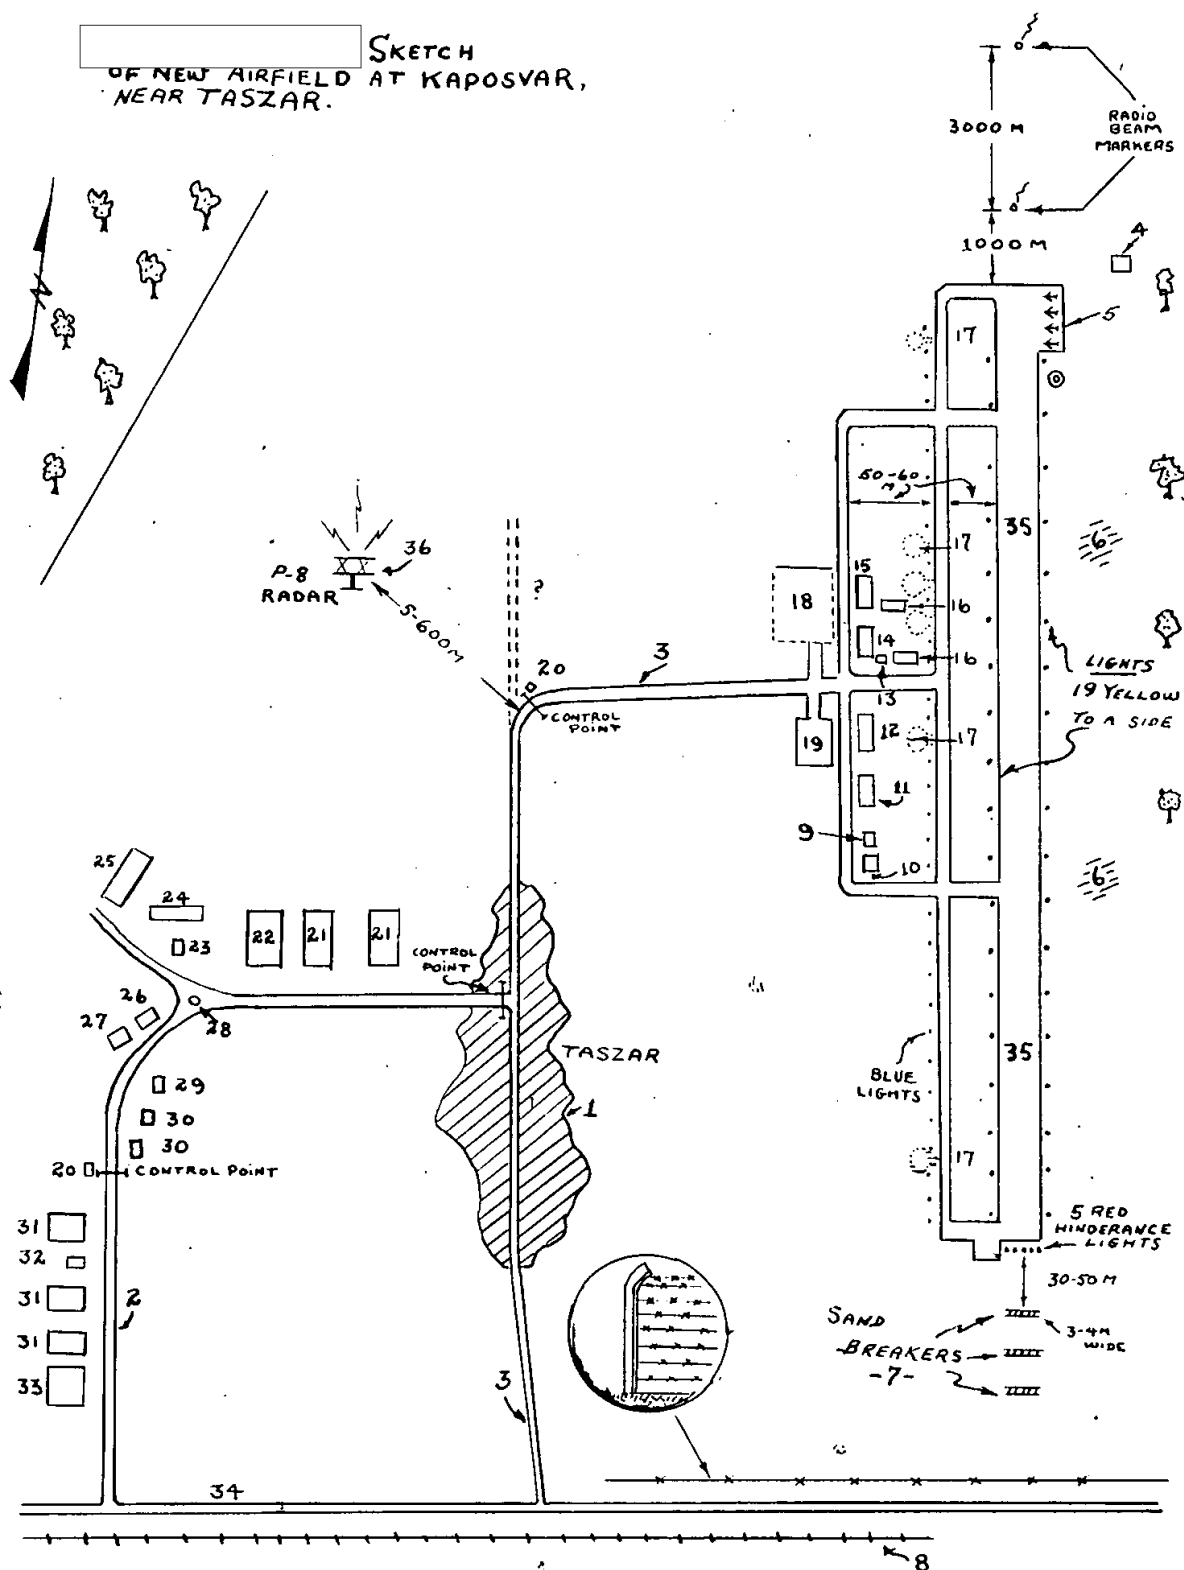 SKETCH
OF NEW AIRFIELD AT KAPOSVAR,
NEAR TASZAR.
3000 M
RADIO
BEAM
MARKERS
1000 M
4
5
N
17
50-60
M
35
6
36
P-8
RADAR
5-600M
?
15
17
18
16
14
16
13
20
3
CONTROL
POINT
LIGHTS
19 YELLOW
TO A SIDE
19
12
17
11
9
10
6
25
24
23
22
21
21
CONTROL
POINT
26
27
28
TASZAR
1
35
BLUE
LIGHTS
29
30
30
20
CONTROL POINT
17
31
32
31
2
31
33
5 RED
HINDERANCE
LIGHTS
30-50 M
SAND
BREAKERS
-7-
3-4M
WIDE
3
34
8